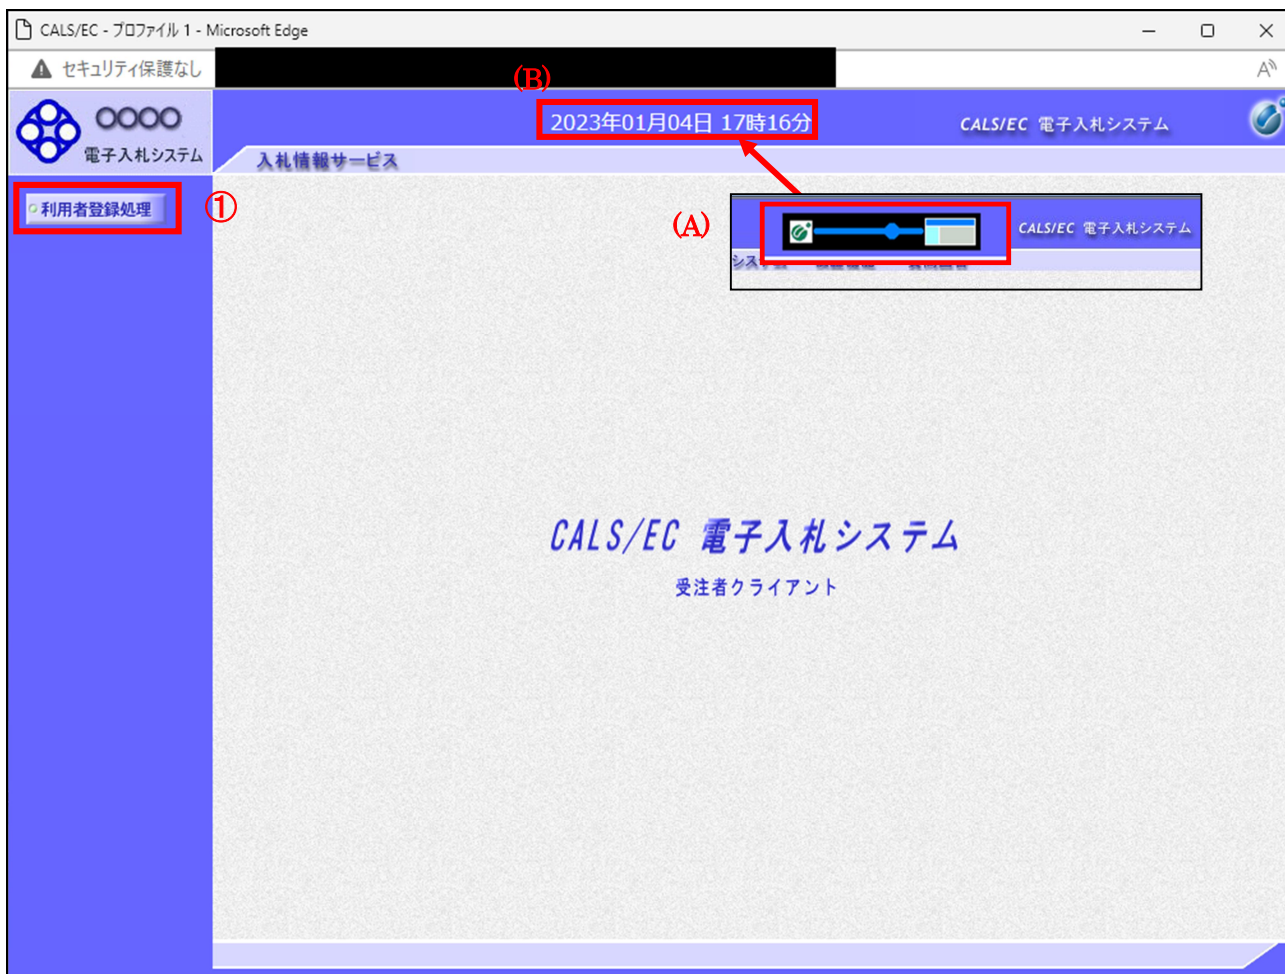 CALS/EC - プロファイル 1 - Microsoft Edge
セキュリティ保護なし
(B)
〇〇〇〇
電子入札システム
2023年01月04日 17時16分
CALS/EC 電子入札システム
入札情報サービス
利用者登録処理
①
(A)
CALS/EC 電子入札システム
CALS/EC 電子入札システム
受注者クライアント